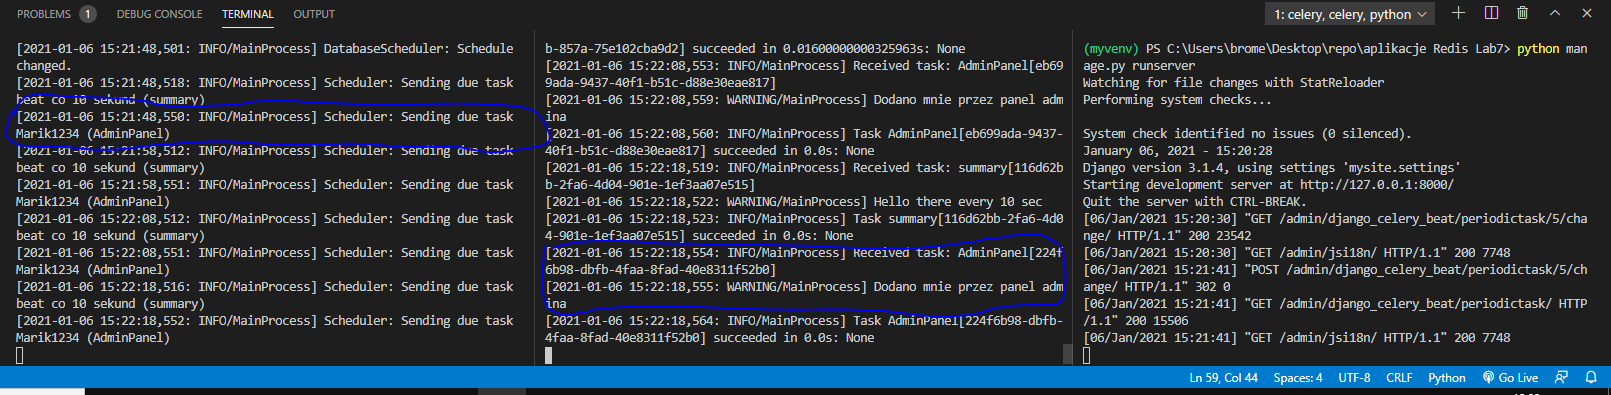 PROBLEMS 1 DEBUG CONSOLE TERMINAL OUTPUT 1: celery, celery, python
[2021-01-06 15:21:48,501: INFO/MainProcess] DatabaseScheduler: Schedule
changed.
[2021-01-06 15:21:48,518: INFO/MainProcess] Scheduler: Sending due task
beat co 10 sekund (summary)
[2021-01-06 15:21:48,550: INFO/MainProcess] Scheduler: Sending due task
Marik1234 (AdminPanel)
[2021-01-06 15:21:58,512: INFO/MainProcess] Scheduler: Sending due task
beat co 10 sekund (summary)
[2021-01-06 15:21:58,551: INFO/MainProcess] Scheduler: Sending due task
Marik1234 (AdminPanel)
[2021-01-06 15:22:08,512: INFO/MainProcess] Scheduler: Sending due task
beat co 10 sekund (summary)
[2021-01-06 15:22:08,551: INFO/MainProcess] Scheduler: Sending due task
Marik1234 (AdminPanel)
[2021-01-06 15:22:18,516: INFO/MainProcess] Scheduler: Sending due task
beat co 10 sekund (summary)
[2021-01-06 15:22:18,552: INFO/MainProcess] Scheduler: Sending due task
Marik1234 (AdminPanel)
b-857a-75e102cba9d2] succeeded in 0.01600000000325963s: None
[2021-01-06 15:22:08,553: INFO/MainProcess] Received task: AdminPanel[eb69
9ada-9437-40f1-b51c-d88e30eae817]
[2021-01-06 15:22:08,559: WARNING/MainProcess] Dodano mnie przez panel adm
ina
[2021-01-06 15:22:08,560: INFO/MainProcess] Task AdminPanel[eb699ada-9437-
40f1-b51c-d88e30eae817] succeeded in 0.0s: None
[2021-01-06 15:22:18,519: INFO/MainProcess] Received task: summary[116d62b
b-2fa6-4d04-901e-1ef3aa07e515]
[2021-01-06 15:22:18,522: WARNING/MainProcess] Hello there every 10 sec
[2021-01-06 15:22:18,523: INFO/MainProcess] Task summary[116d62bb-2fa6-4d0
4-901e-1ef3aa07e515] succeeded in 0.0s: None
[2021-01-06 15:22:18,554: INFO/MainProcess] Received task: AdminPanel[224f
6b98-dbfb-4faa-8fad-40e8311f52b0]
[2021-01-06 15:22:18,555: WARNING/MainProcess] Dodano mnie przez panel adm
ina
[2021-01-06 15:22:18,564: INFO/MainProcess] Task AdminPanel[224f6b98-dbfb-
4faa-8fad-40e8311f52b0] succeeded in 0.0s: None
(myvenv) PS C:\Users\brome\Desktop\repo\aplikacje Redis Lab7> python man
age.py runserver
Watching for file changes with StatReloader
Performing system checks...
System check identified no issues (0 silenced).
January 06, 2021 - 15:20:28
Django version 3.1.4, using settings 'mysite.settings'
Starting development server at http://127.0.0.1:8000/
Quit the server with CTRL-BREAK.
[06/Jan/2021 15:20:30] "GET /admin/django_celery_beat/periodictask/5/cha
nge/ HTTP/1.1" 200 23542
[06/Jan/2021 15:20:30] "GET /admin/jsi18n/ HTTP/1.1" 200 7748
[06/Jan/2021 15:21:41] "POST /admin/django_celery_beat/periodictask/5/ch
ange/ HTTP/1.1" 302 0
[06/Jan/2021 15:21:41] "GET /admin/django_celery_beat/periodictask/ HTTP
/1.1" 200 15506
[06/Jan/2021 15:21:41] "GET /admin/jsi18n/ HTTP/1.1" 200 7748
Ln 59, Col 44 Spaces: 4 UTF-8 CRLF Python Go Live